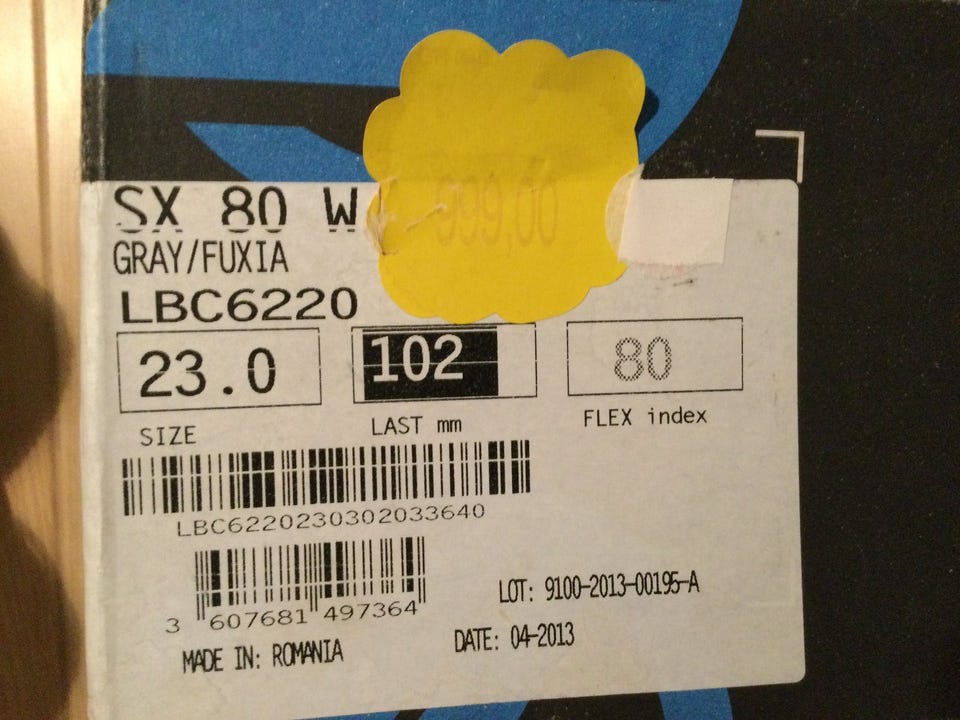 SX 80 W
999,00
GRAY/FUXIA
LBC6220
23.0
102
80
SIZE
LAST mm
FLEX index
LBC6220230302033640
3 607681 497364
LOT: 9100-2013-00195-A
MADE IN: ROMANIA
DATE: 04-2013